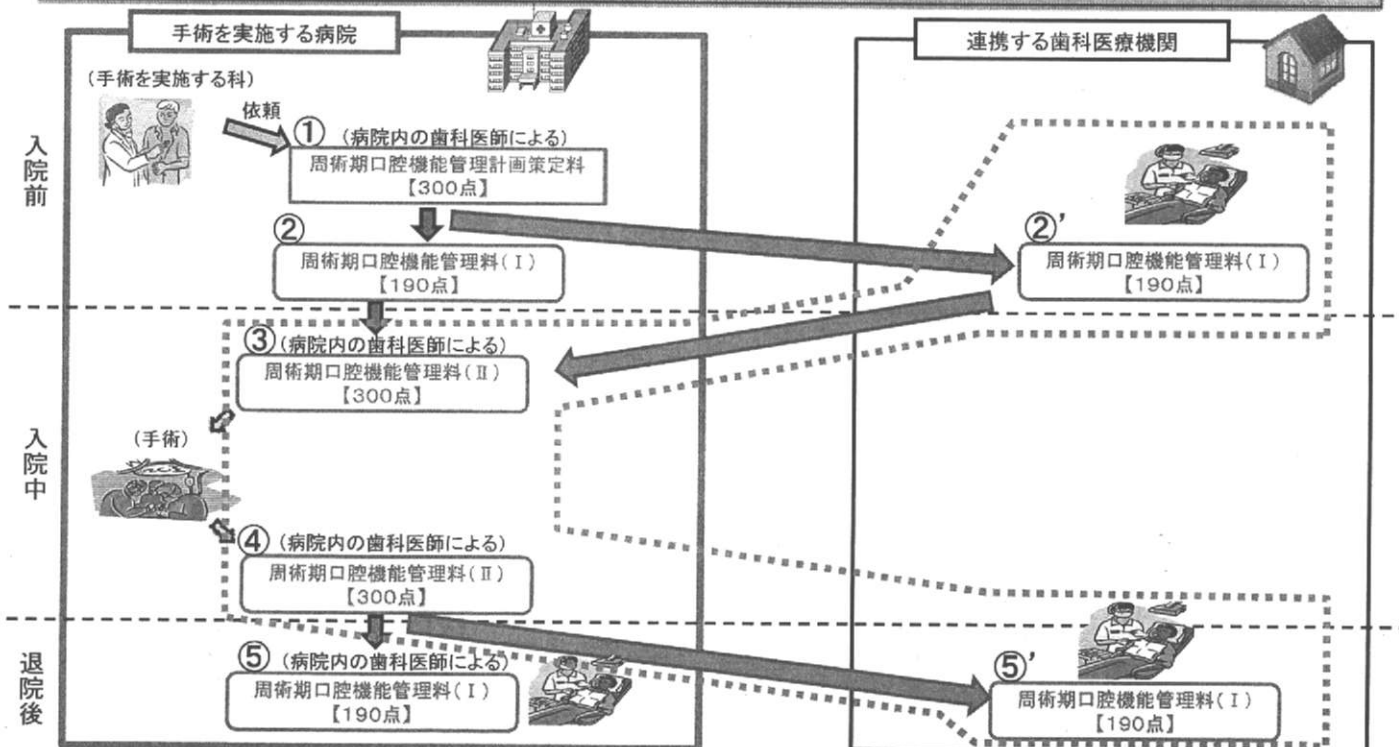 手術を実施する病院
連携する歯科医療機関
(手術を実施する科)
依頼
入院前
① (病院内の歯科医師による)
周術期口腔機能管理計画策定料
【300点】
②
周術期口腔機能管理料(Ⅰ)
【190点】
②'
周術期口腔機能管理料(Ⅰ)
【190点】
入院中
③(病院内の歯科医師による)
周術期口腔機能管理料(Ⅱ)
【300点】
(手術)
④ (病院内の歯科医師による)
周術期口腔機能管理料(Ⅱ)
【300点】
退院後
⑤ (病院内の歯科医師による)
周術期口腔機能管理料(Ⅰ)
【190点】
⑤'
周術期口腔機能管理料(Ⅰ)
【190点】